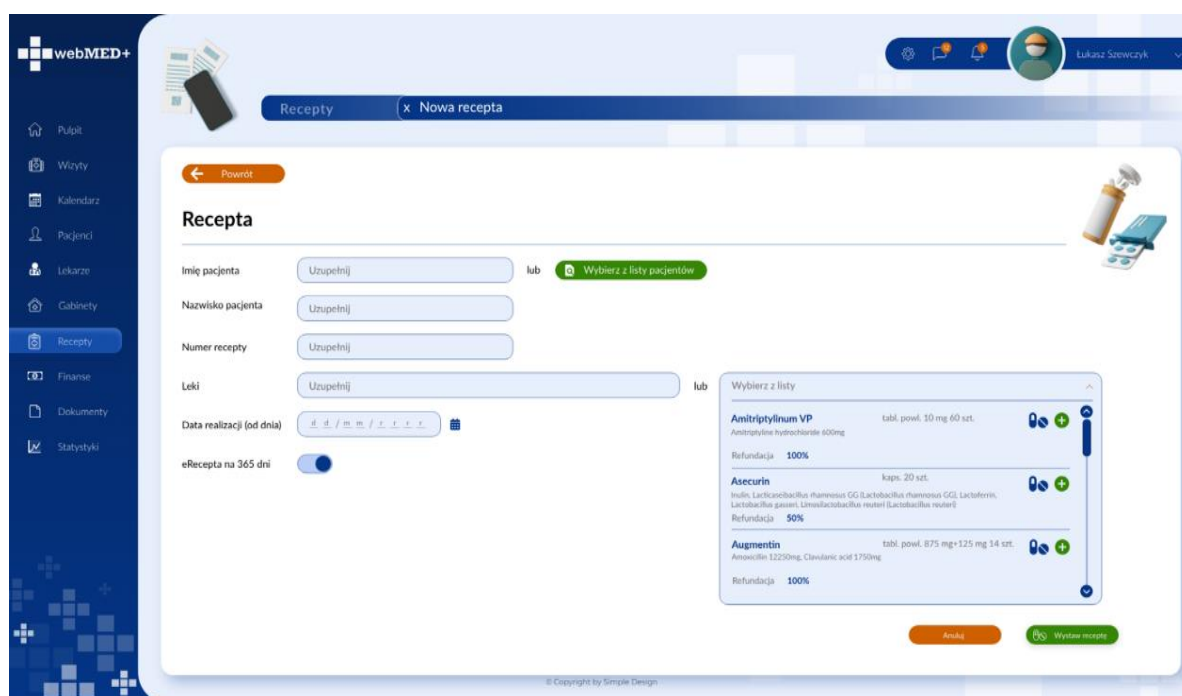 webMED+
Łukasz Szewczyk
Recepty
x Nowa recepta
Pulpit
Wizyty
Kalendarz
Pacjenci
Lekarze
Gabinety
Recepty
Finanse
Dokumenty
Statystyki
Powrót
Recepta
Imię pacjenta Uzupełnij lub Wybierz z listy pacjentów
Nazwisko pacjenta Uzupełnij
Numer recepty Uzupełnij
Leki Uzupełnij lub Wybierz z listy
Data realizacji (od dnia) d d / m m / r r r r
eRecepta na 365 dni
Amitriptylinum VP tabl. powl. 10 mg 60 szt.
Amitriptyline hydrochloride 600mg
Refundacja 100%
Asecurin kaps. 20 szt.
Inulin, Lacticaseibacillus rhamnosus GG (Lactobacillus rhamnosus GG), Lactoferrin,
Lactobacillus gasseri, Limosilactobacillus reuteri (Lactobacillus reuteri)
Refundacja 50%
Augmentin tabl. powl. 875 mg+125 mg 14 szt.
Amoxicillin 12250mg, Clavulanic acid 1750mg
Refundacja 100%
Anuluj
Wystaw receptę
© Copyright by Simple Design